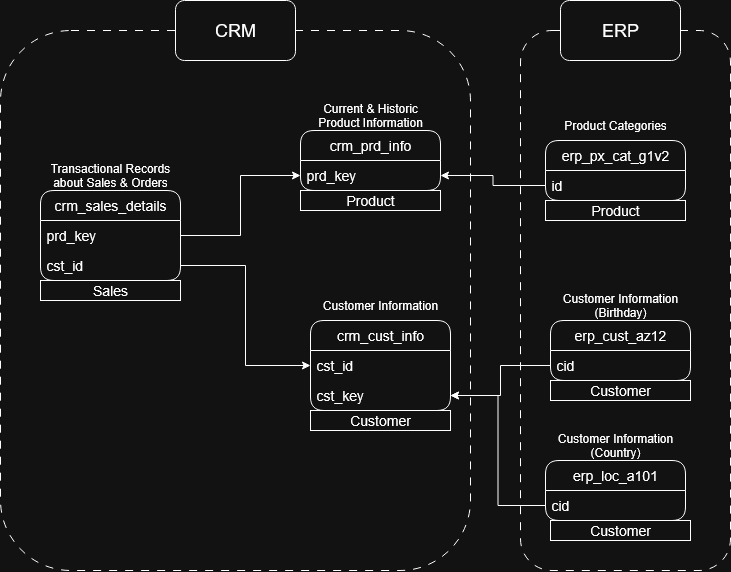 CRM
ERP
Current & Historic
Product Information
crm_prd_info
prd_key
Product
Product Categories
erp_px_cat_g1v2
id
Product
Transactional Records
about Sales & Orders
crm_sales_details
prd_key
cst_id
Sales
Customer Information
crm_cust_info
cst_id
cst_key
Customer
Customer Information
(Birthday)
erp_cust_az12
cid
Customer
Customer Information
(Country)
erp_loc_a101
cid
Customer